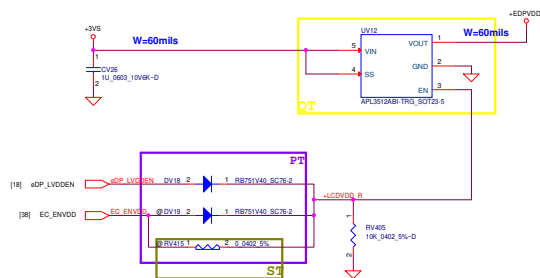 +3VS
W=60mils
+EDPVDD
W=60mils
UV12
5 VIN
VOUT 1
4 SS
GND 2
EN 3
APL3512ABI-TRG_SOT23-5
1
CV26
1U_0603_10V6K~D
2
DT
PT
[18] eDP_LVDDEN
eDP_LVDDEN DV18 2 1 RB751V40_SC76-2
+LCDVDD_R
[38] EC_ENVDD
EC_ENVDD @DV19 2 1 RB751V40_SC76-2
@RV415 1 2 0_0402_5%
1
RV405
10K_0402_5%~D
2
ST